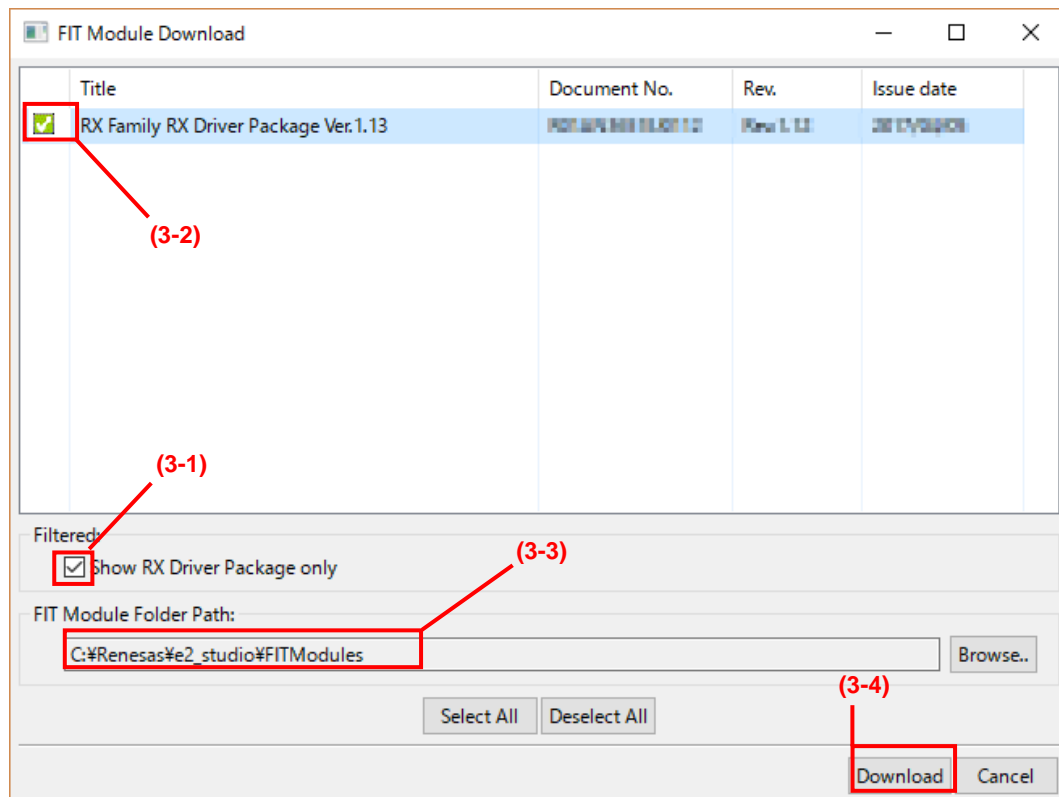 FIT Module Download
Title Document No. Rev. Issue date
RX Family RX Driver Package Ver.1.13
(3-2)
(3-1)
Filtered:
Show RX Driver Package only
(3-3)
FIT Module Folder Path:
C:¥Renesas¥e2_studio¥FITModules
Browse..
(3-4)
Select All Deselect All
Download Cancel